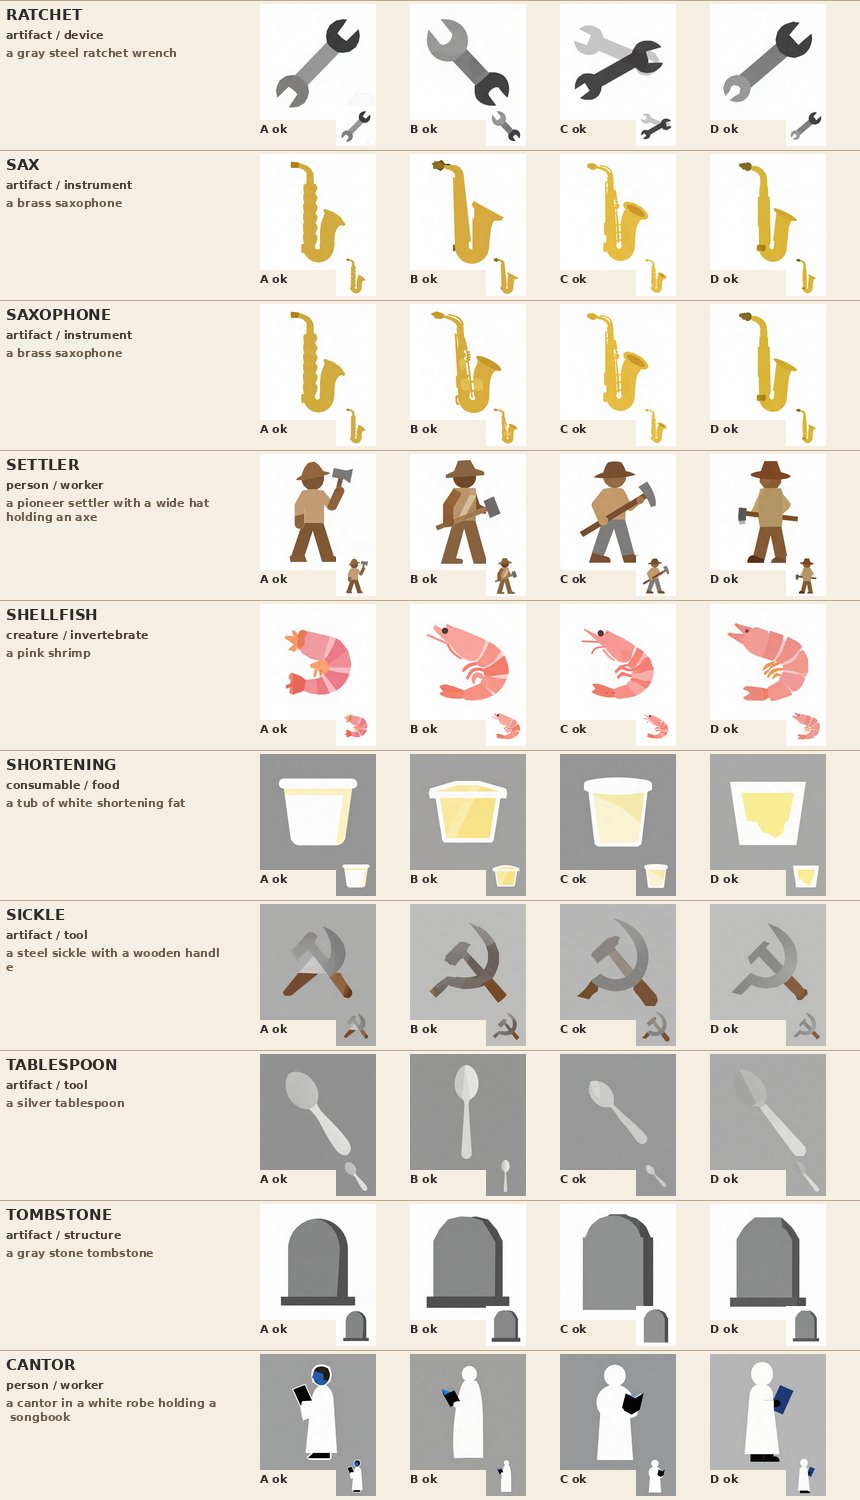 RATCHET
artifact / device
a gray steel ratchet wrench
A ok
B ok
C ok
D ok
SAX
artifact / instrument
a brass saxophone
A ok
B ok
C ok
D ok
SAXOPHONE
artifact / instrument
a brass saxophone
A ok
B ok
C ok
D ok
SETTLER
person / worker
a pioneer settler with a wide hat
holding an axe
A ok
B ok
C ok
D ok
SHELLFISH
creature / invertebrate
a pink shrimp
A ok
B ok
C ok
D ok
SHORTENING
consumable / food
a tub of white shortening fat
A ok
B ok
C ok
D ok
SICKLE
artifact / tool
a steel sickle with a wooden handl
e
A ok
B ok
C ok
D ok
TABLESPOON
artifact / tool
a silver tablespoon
A ok
B ok
C ok
D ok
TOMBSTONE
artifact / structure
a gray stone tombstone
A ok
B ok
C ok
D ok
CANTOR
person / worker
a cantor in a white robe holding a
songbook
A ok
B ok
C ok
D ok